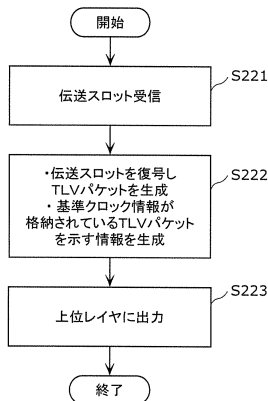 開始
S221
伝送スロット受信
S222
・伝送スロットを復号し
TLVパケットを生成
・基準クロック情報が
格納されているTLVパケット
を示す情報を生成
S223
上位レイヤに出力
終了